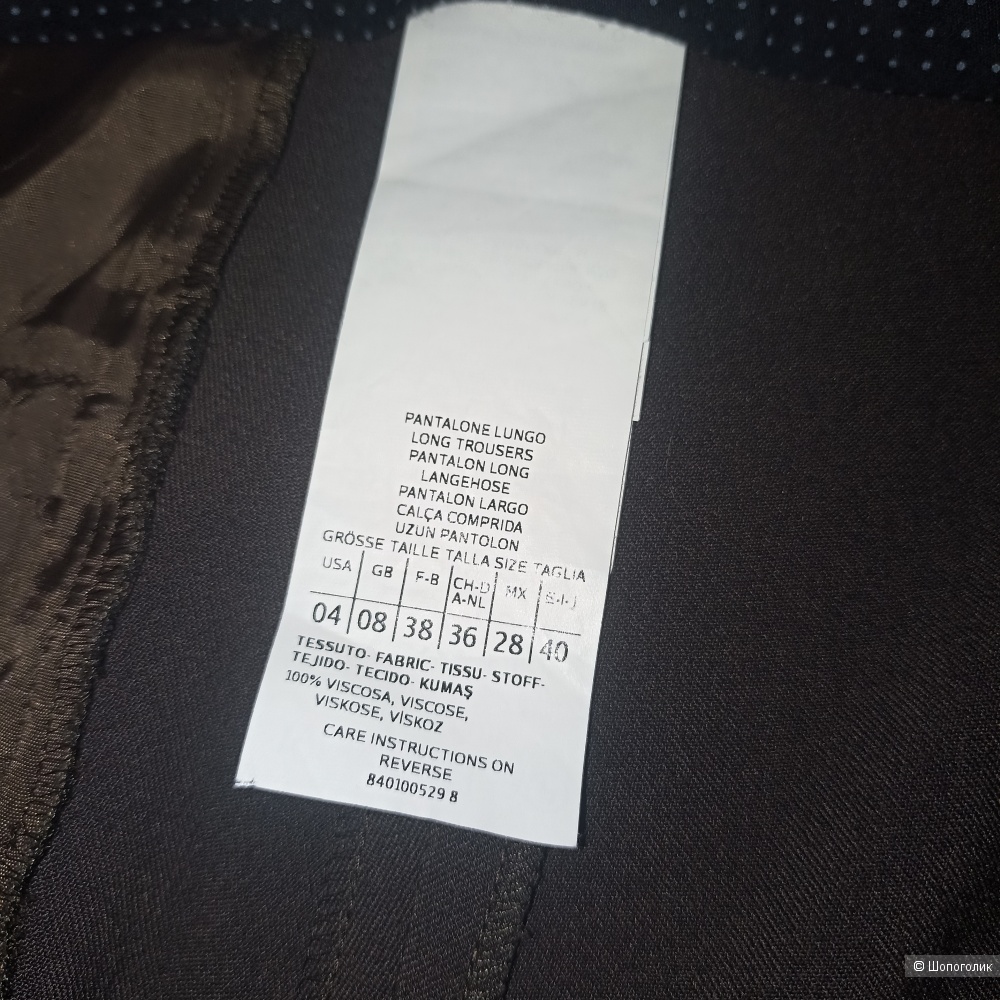 PANTALONE LUNGO
LONG TROUSERS
PANTALON LONG
LANGEHOSE
PANTALON LARGO
CALÇA COMPRIDA
UZUN PANTOLON
GRÖSSE TAILLE TALLA SIZE TAGLIA
USA GB F-B CH-D A-NL MX E-I-J
04 08 38 36 28 40
TESSUTO- FABRIC- TISSU- STOFF-
TEJIDO- TECIDO- KUMAŞ
100% VISCOSA, VISCOSE,
VISKOSE, VİSKOZ
CARE INSTRUCTIONS ON
REVERSE
840100529 8
© Шопоголик